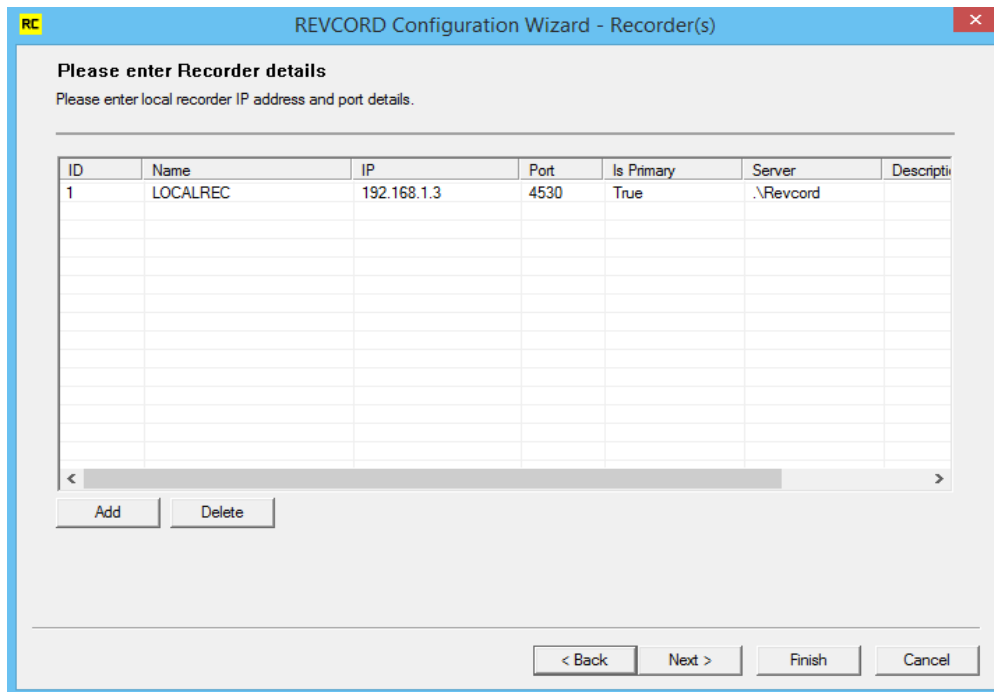 RC REVCORD Configuration Wizard - Recorder(s)
Please enter Recorder details
Please enter local recorder IP address and port details.
ID Name IP Port Is Primary Server Descripti
1 LOCALREC 192.168.1.3 4530 True .\Revcord
Add Delete
< Back Next > Finish Cancel